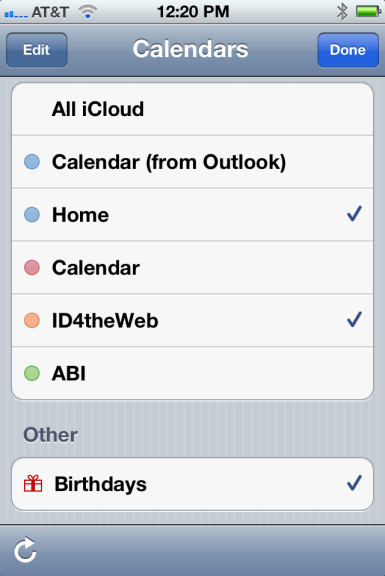 AT&T 12:20 PM
Edit Calendars Done
All iCloud
Calendar (from Outlook)
Home
Calendar
ID4theWeb
ABI
Other
Birthdays